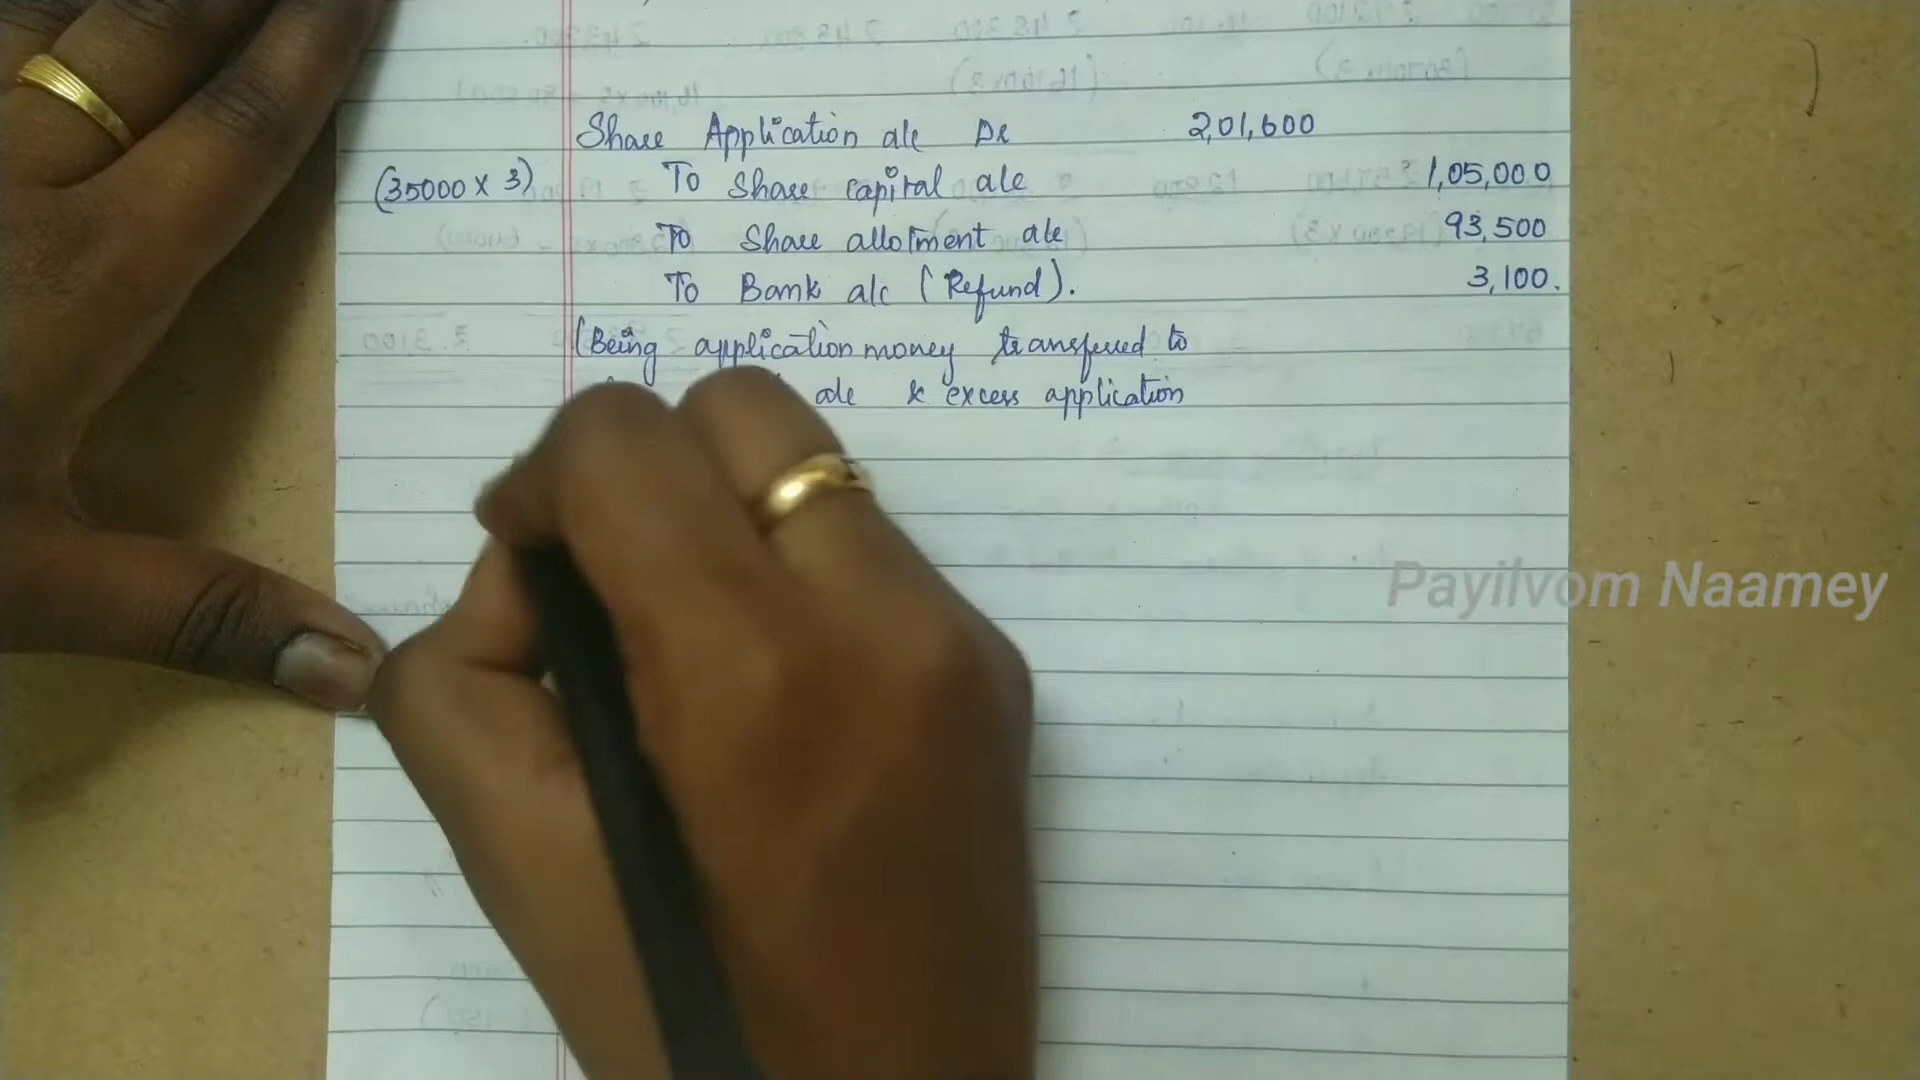 Share Application a/c Dr 2,01,600
(35000 x 3) To Share capital a/c 1,05,000
To Share allotment a/c 93,500
To Bank a/c (Refund). 3,100.
(Being application money transferred to
a/c & excess application
Payilvom Naamey